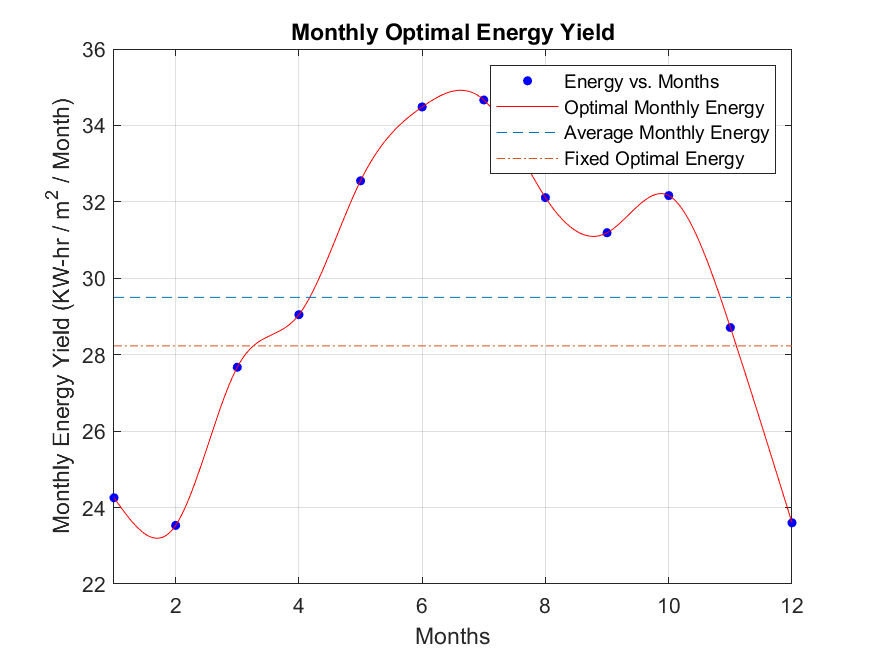 Monthly Optimal Energy Yield
Energy vs. Months
Optimal Monthly Energy
Average Monthly Energy
Fixed Optimal Energy
Monthly Energy Yield (KW-hr / m² / Month)
36
34
32
30
28
26
24
22
2 4 6 8 10 12
Months